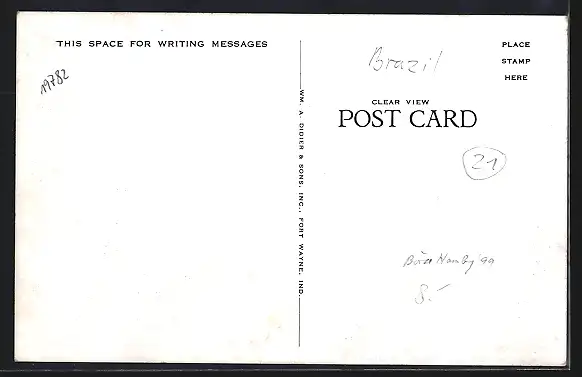 THIS SPACE FOR WRITING MESSAGES
19782
WM. A. DIDIER & SONS, INC., FORT WAYNE, IND.
Brazil
PLACE
STAMP
HERE
CLEAR VIEW
POST CARD
21
'99
8.-